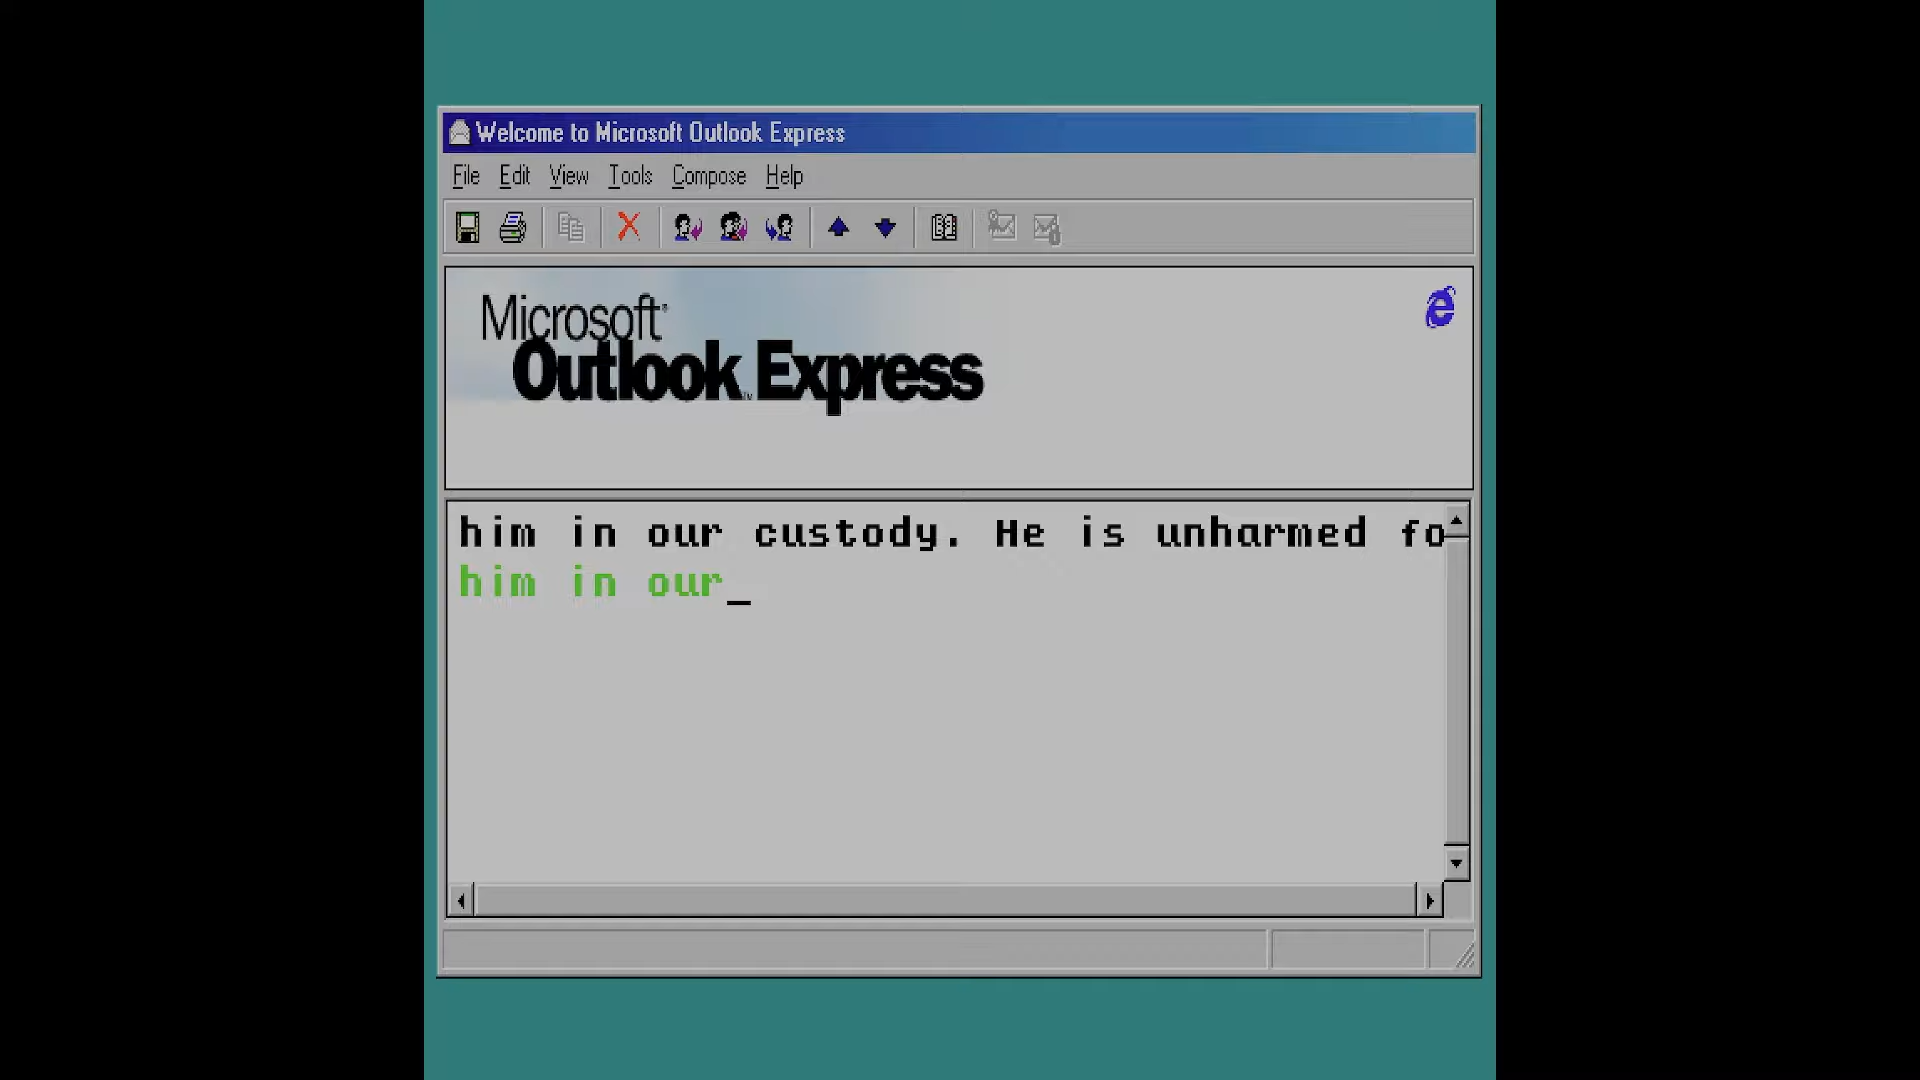 Welcome to Microsoft Outlook Express
File Edit View Tools Compose Help
Microsoft®
Outlook Express
him in our custody. He is unharmed fo
him in our_